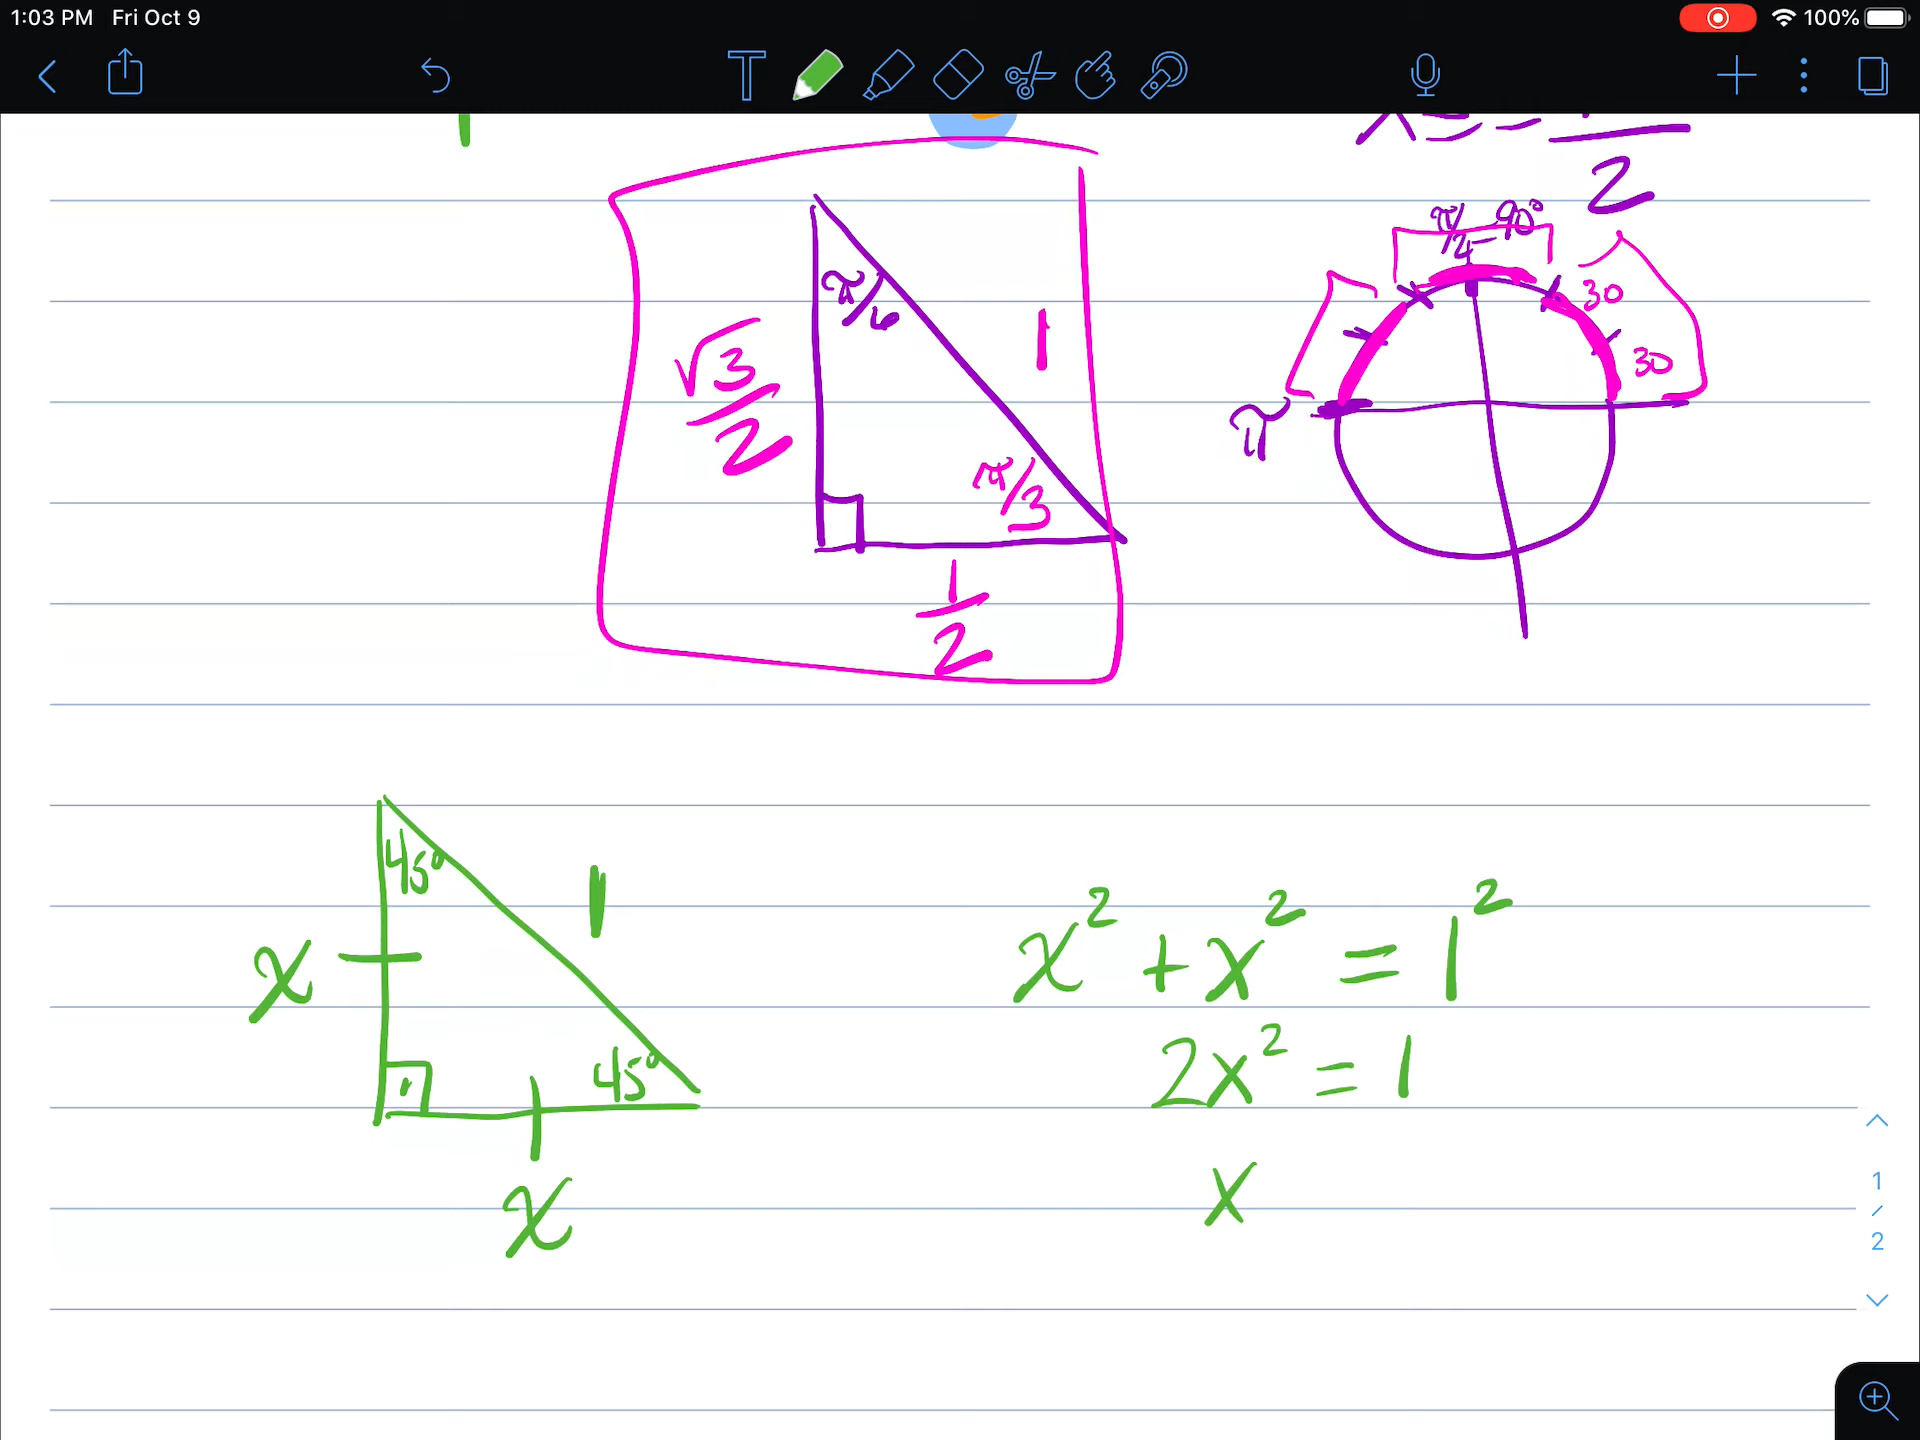 1:03 PM Fri Oct 9
100%
T
2
π/2 - 90°
π/6
1
30
√3/2
30
π
π/3
1/2
45°
1
x
x² + x² = 1²
45°
2x² = 1
x
x
1
/
2